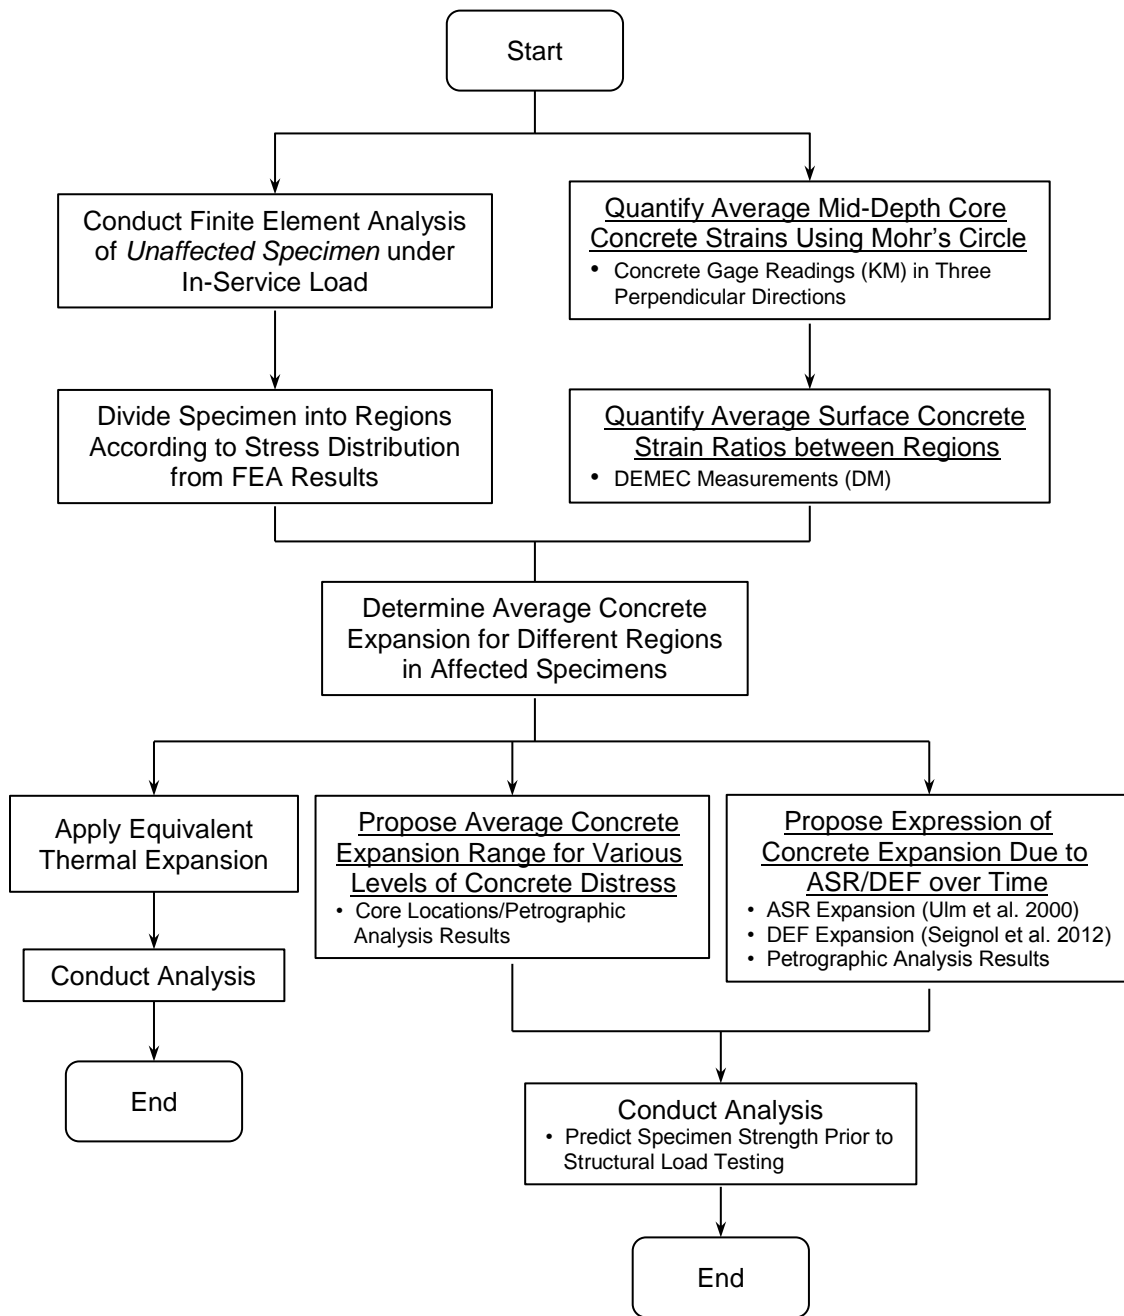 Start
Conduct Finite Element Analysis
of Unaffected Specimen under
In-Service Load
Quantify Average Mid-Depth Core
Concrete Strains Using Mohr's Circle
• Concrete Gage Readings (KM) in Three
Perpendicular Directions
Divide Specimen into Regions
According to Stress Distribution
from FEA Results
Quantify Average Surface Concrete
Strain Ratios between Regions
• DEMEC Measurements (DM)
Determine Average Concrete
Expansion for Different Regions
in Affected Specimens
Apply Equivalent
Thermal Expansion
Propose Average Concrete
Expansion Range for Various
Levels of Concrete Distress
• Core Locations/Petrographic
Analysis Results
Propose Expression of
Concrete Expansion Due to
ASR/DEF over Time
• ASR Expansion (Ulm et al. 2000)
• DEF Expansion (Seignol et al. 2012)
• Petrographic Analysis Results
Conduct Analysis
End
Conduct Analysis
• Predict Specimen Strength Prior to
Structural Load Testing
End